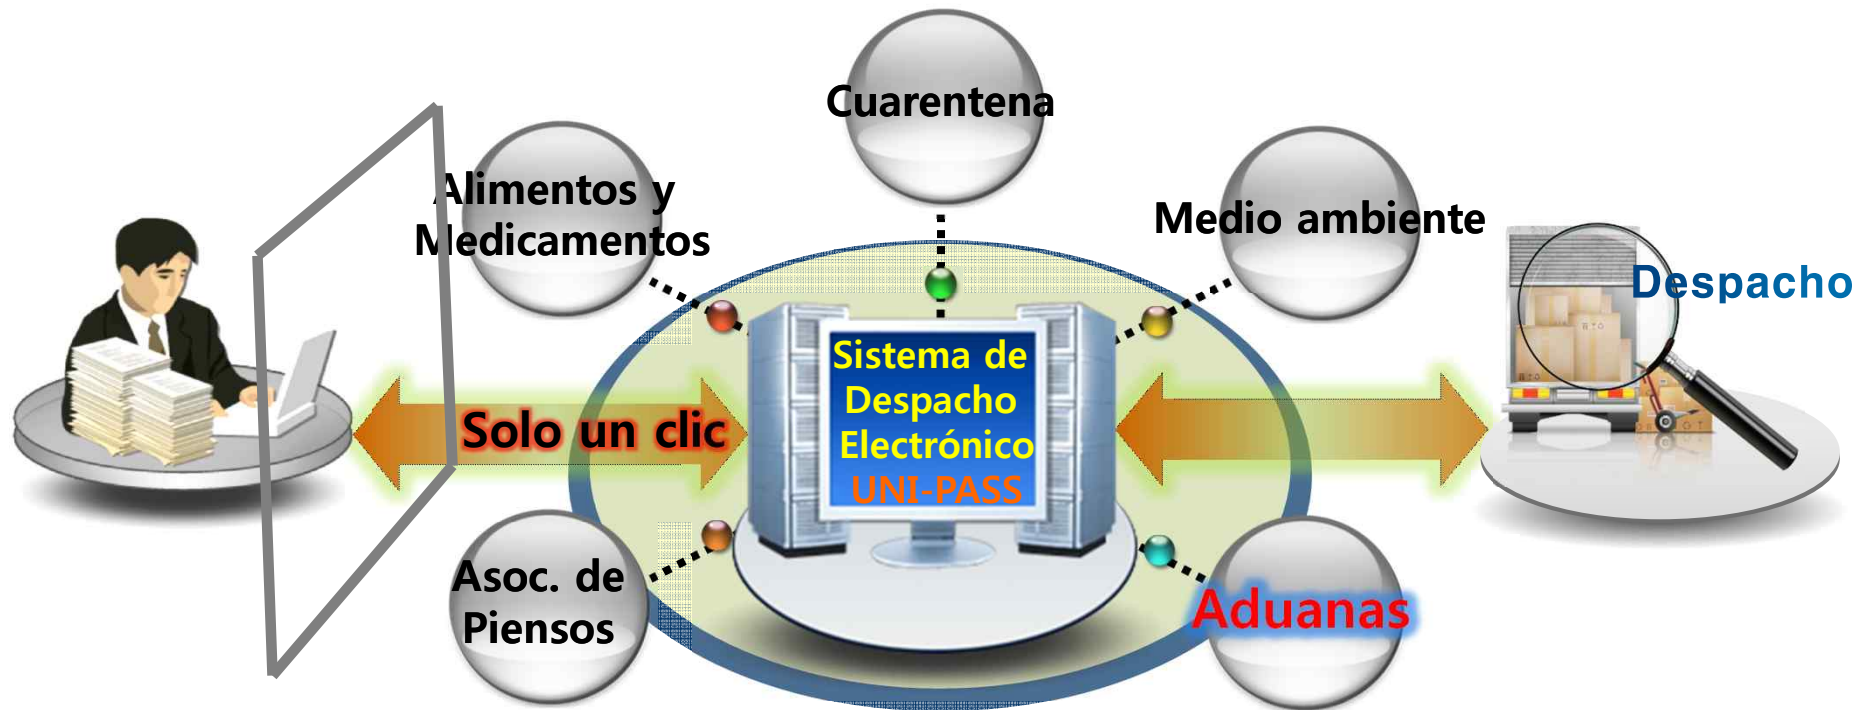 Cuarentena
Alimentos y
Medicamentos
Medio ambiente
Despacho
Sistema de
Despacho
Electrónico
UNI-PASS
Solo un clic
Asoc. de
Piensos
Aduanas